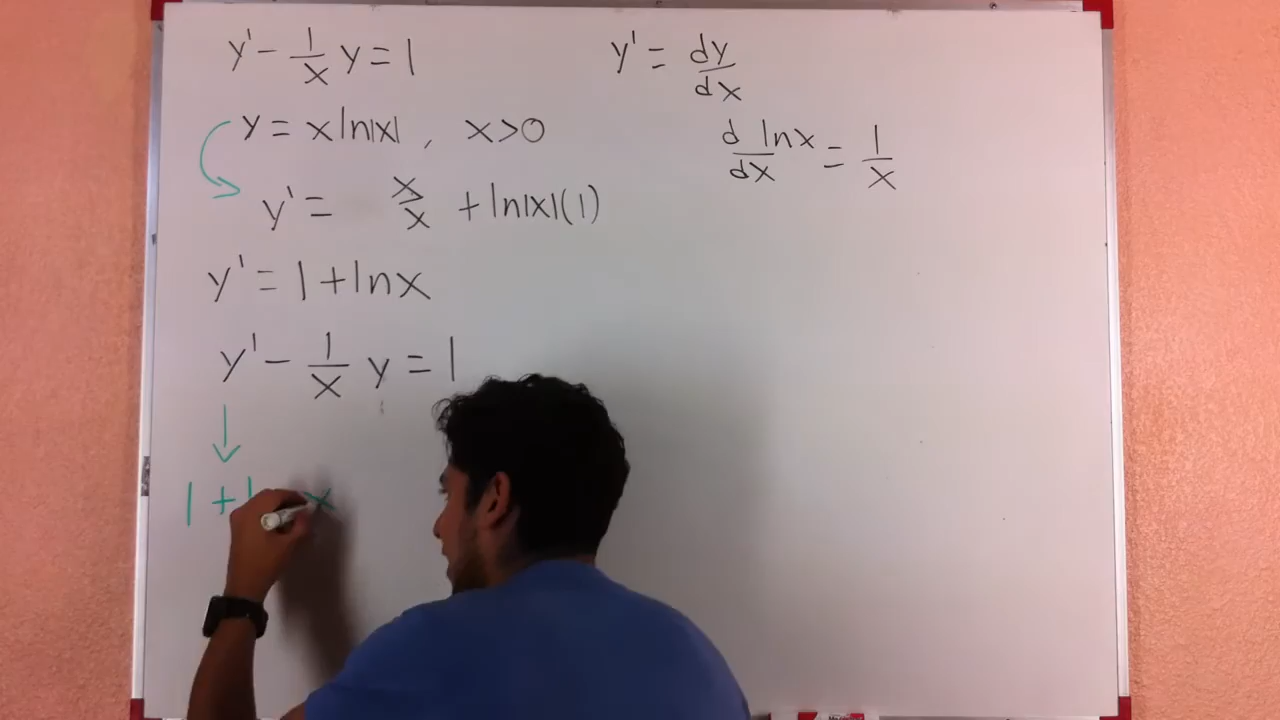 y' - 1/x y = 1
y = x ln|x| , x > 0
y' = x/x + ln|x|(1)
y' = 1 + ln x
y' - 1/x y = 1
1 + x
y' = dy/dx
d/dx ln x = 1/x